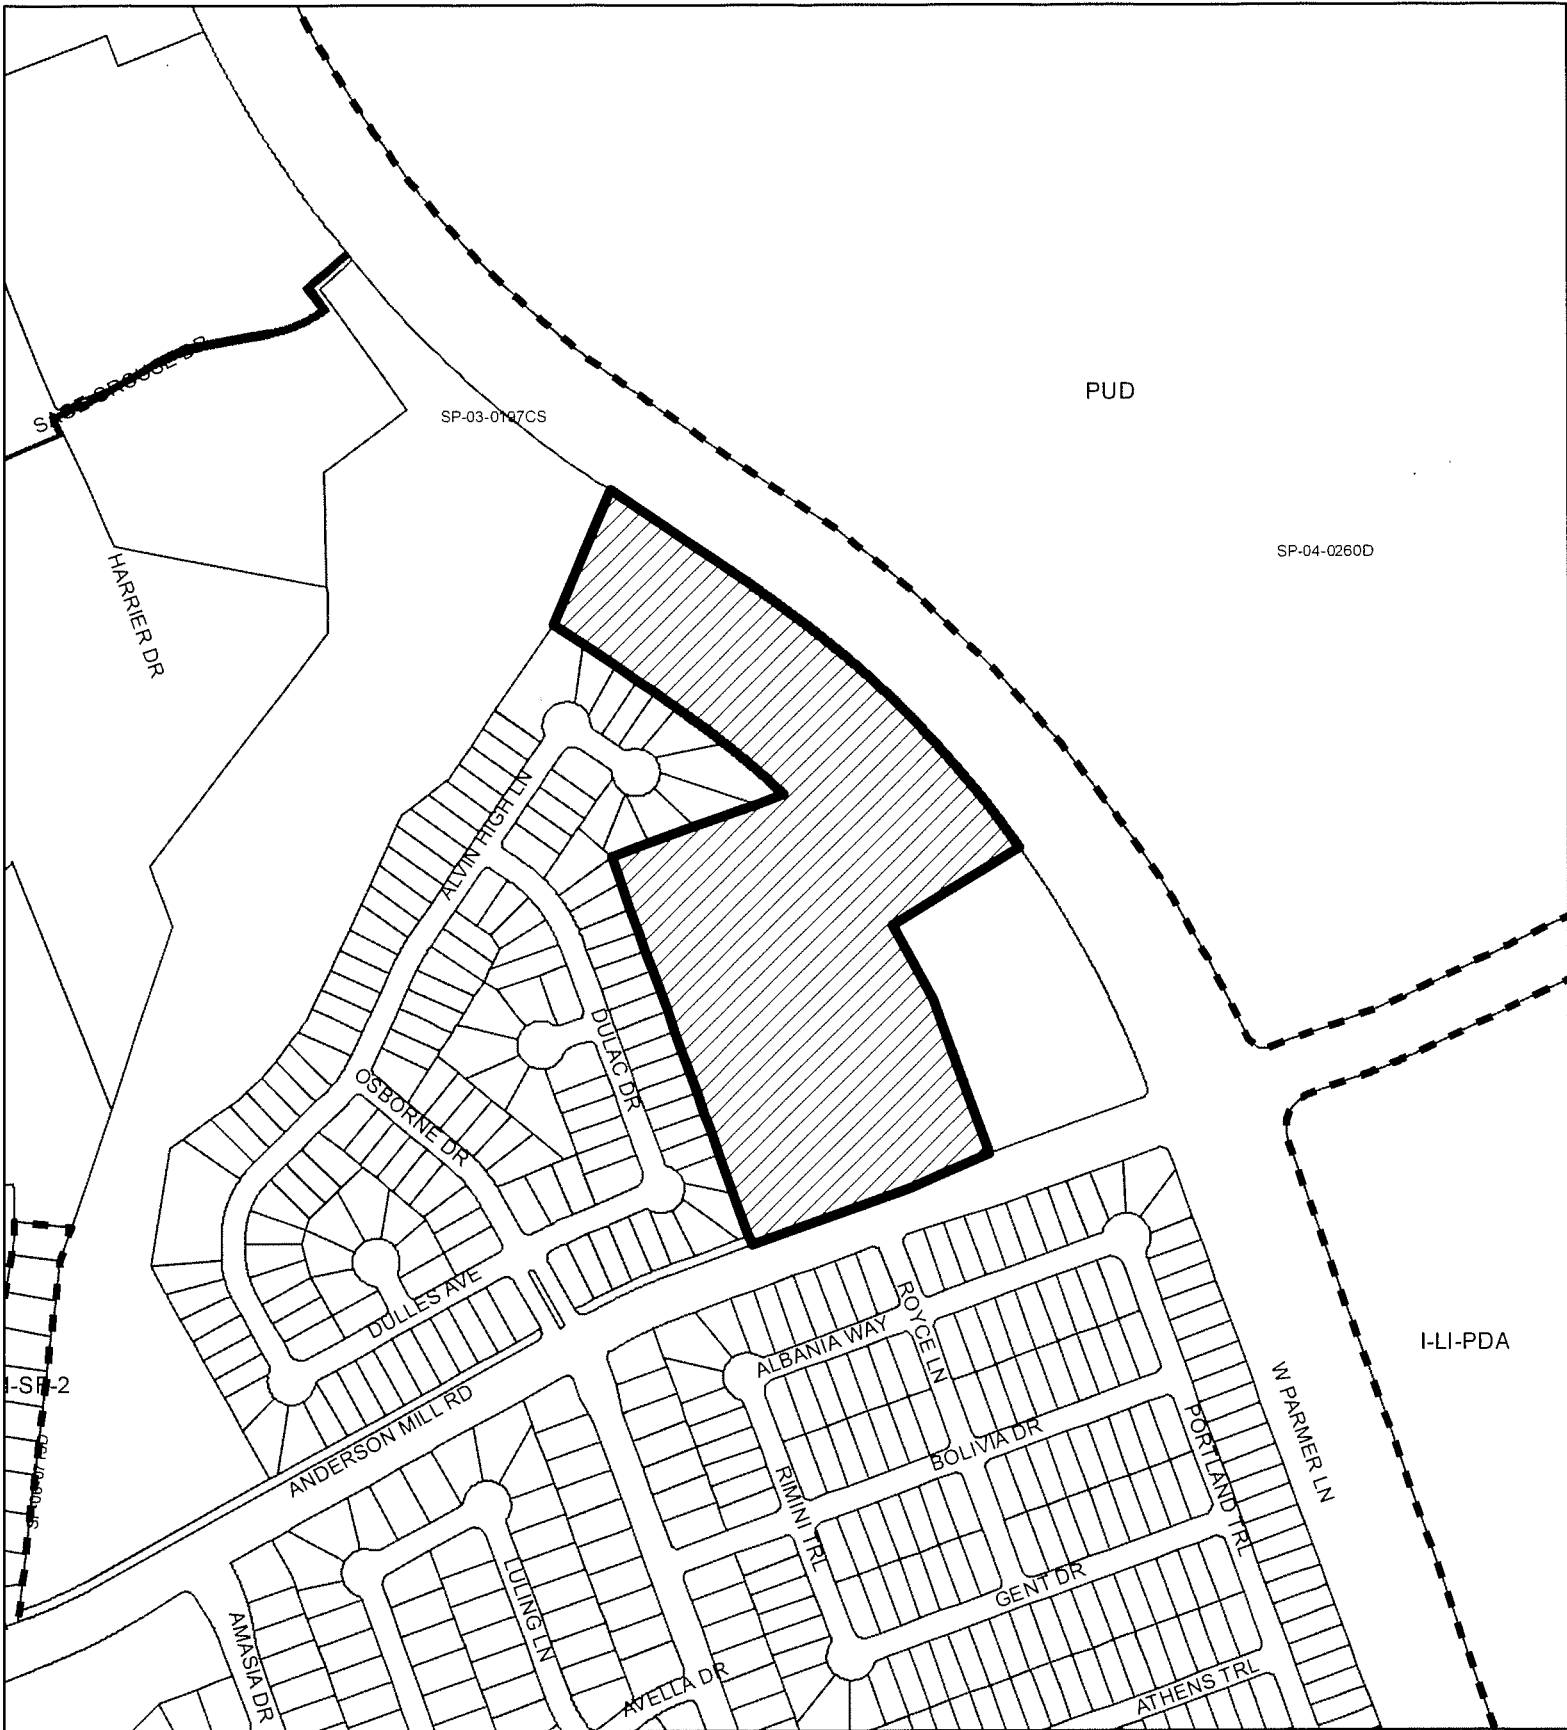 PUD
SP-03-0197CS
SP-04-0260D
HARRIER DR
ALVIN HIGH LN
DULAC DR
OSBORNE DR
DULLES AVE
ANDERSON MILL RD
ROYCE LN
ALBANIA WAY
I-LI-PDA
W PARMER LN
I-SF-2
BOLIVIA DR
PORTLAND TRL
RIMINI TRL
GENT DR
LULING LN
AMASIA DR
AVELLA DR
ATHENS TRL